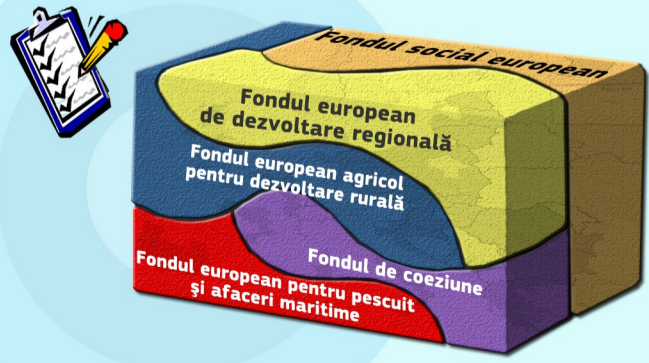 Fondul social european
Fondul european
de dezvoltare regională
Fondul european agricol
pentru dezvoltare rurală
Fondul de coeziune
Fondul european pentru pescuit
şi afaceri maritime